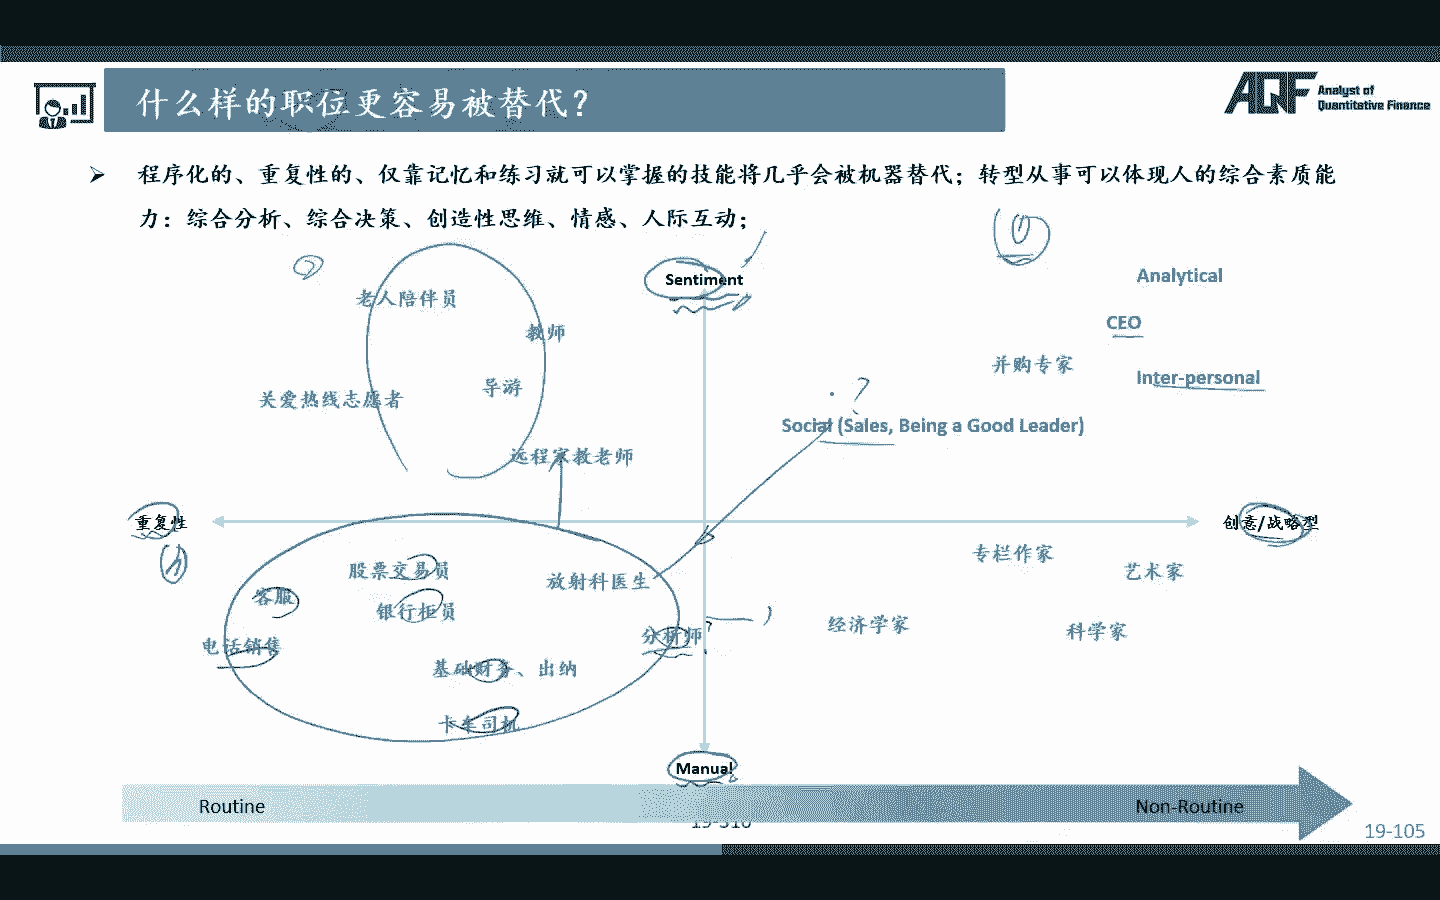 什么样的职位更容易被替代?
AQF Analyst of
Quantitative Finance
程序化的、重复性的、仅靠记忆和练习就可以掌握的技能将几乎会被机器替代；转型从事可以体现人的综合素质能
力：综合分析、综合决策、创造性思维、情感、人际互动；
Sentiment
Analytical
老人陪伴员
CEO
教师
并购专家
Inter-personal
导游
关爱热线志愿者
?
Social (Sales, Being a Good Leader)
远程家教老师
重复性
创意/战略型
专栏作家
股票交易员
放射科医生
艺术家
客服
银行柜员
经济学家
科学家
电话销售
分析师
基础财务、出纳
卡车司机
Manual
Routine
Non-Routine
19-310
19-105